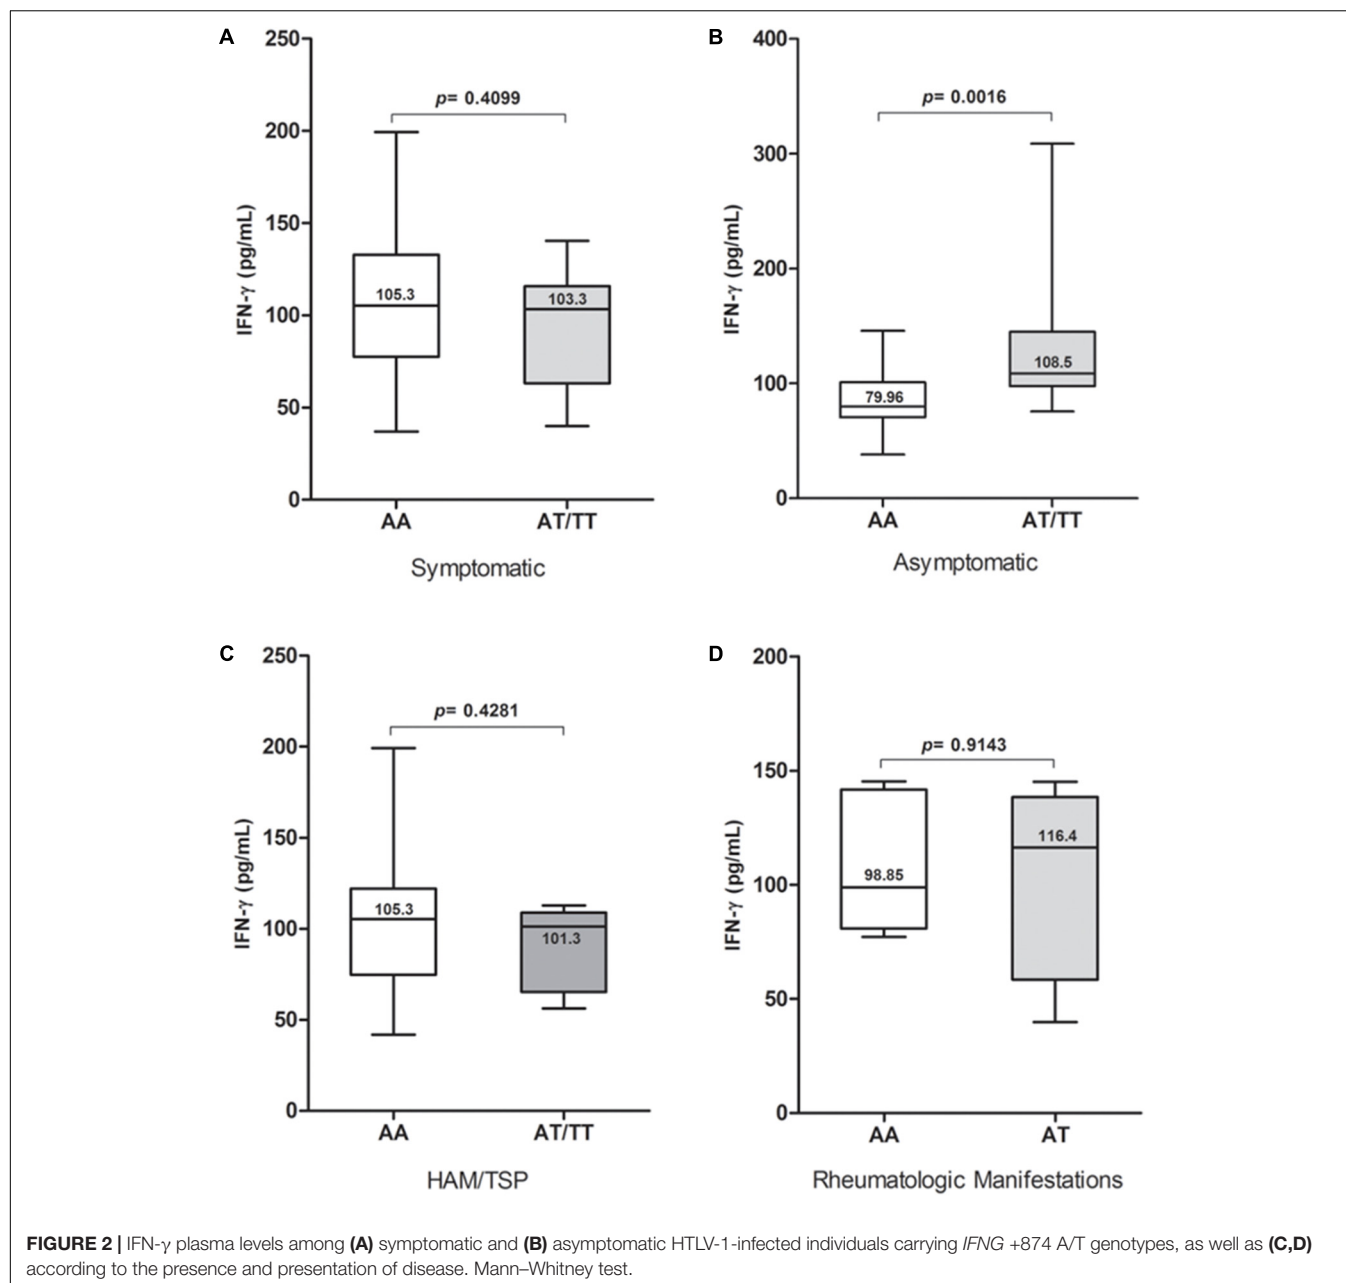 A
250
200
150
100
50
0
IFN-γ (pg/mL)
p= 0.4099
105.3
103.3
AA AT/TT
Symptomatic
B
400
300
200
100
0
IFN-γ (pg/mL)
p= 0.0016
79.96
108.5
AA AT/TT
Asymptomatic
C
250
200
150
100
50
0
IFN-γ (pg/mL)
p= 0.4281
105.3
101.3
AA AT/TT
HAM/TSP
D
200
150
100
50
0
IFN-γ (pg/mL)
p= 0.9143
98.85
116.4
AA AT
Rheumatologic Manifestations
FIGURE 2 | IFN-γ plasma levels among (A) symptomatic and (B) asymptomatic HTLV-1-infected individuals carrying IFNG +874 A/T genotypes, as well as (C,D)
according to the presence and presentation of disease. Mann–Whitney test.